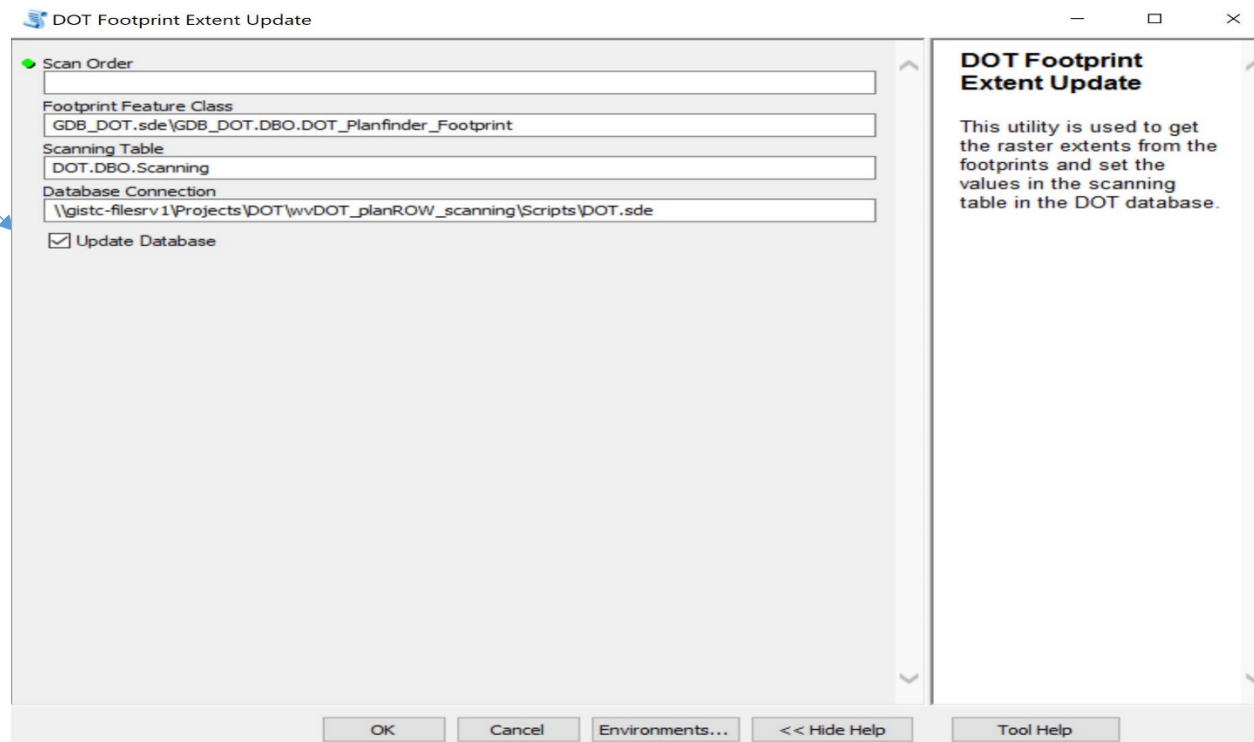 DOT Footprint Extent Update
Scan Order
Footprint Feature Class
GDB_DOT.sde\GDB_DOT.DBO.DOT_Planfinder_Footprint
Scanning Table
DOT.DBO.Scanning
Database Connection
\\gistc-filesrv1\Projects\DOT\wvDOT_planROW_scanning\Scripts\DOT.sde
Update Database
DOT Footprint
Extent Update
This utility is used to get
the raster extents from the
footprints and set the
values in the scanning
table in the DOT database.
OK
Cancel
Environments...
<< Hide Help
Tool Help